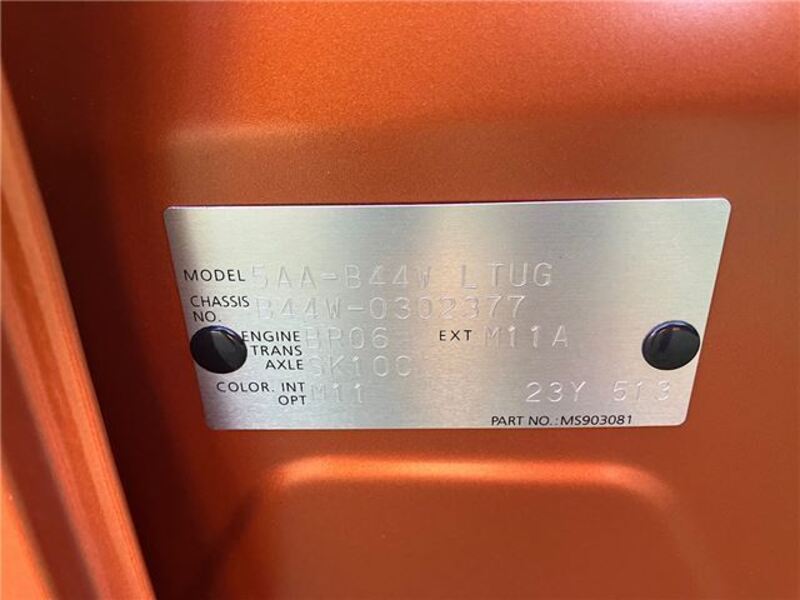 MODEL 5AA-B44W LTUG
CHASSIS NO. B44W-0302377
ENGINE BR06 EXT M11A
TRANS AXLE SK10C
COLOR. INT M11 23Y 513
OPT
PART NO.: MS903081